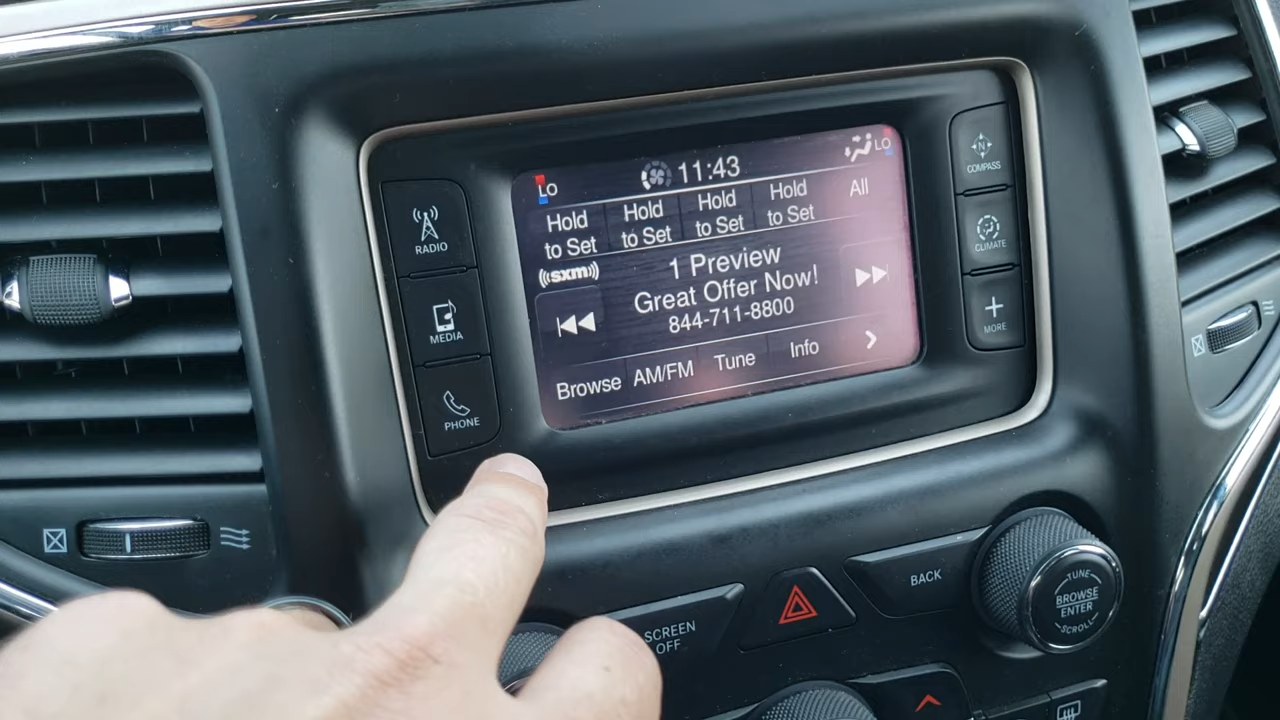 Lo
11:43
LO
Hold to Set
Hold to Set
Hold to Set
Hold to Set
All
((sxm))
1 Preview
Great Offer Now!
844-711-8800
Browse
AM/FM
Tune
Info
RADIO
MEDIA
PHONE
N
COMPASS
CLIMATE
MORE
SCREEN
OFF
BACK
TUNE
BROWSE
ENTER
SCROLL